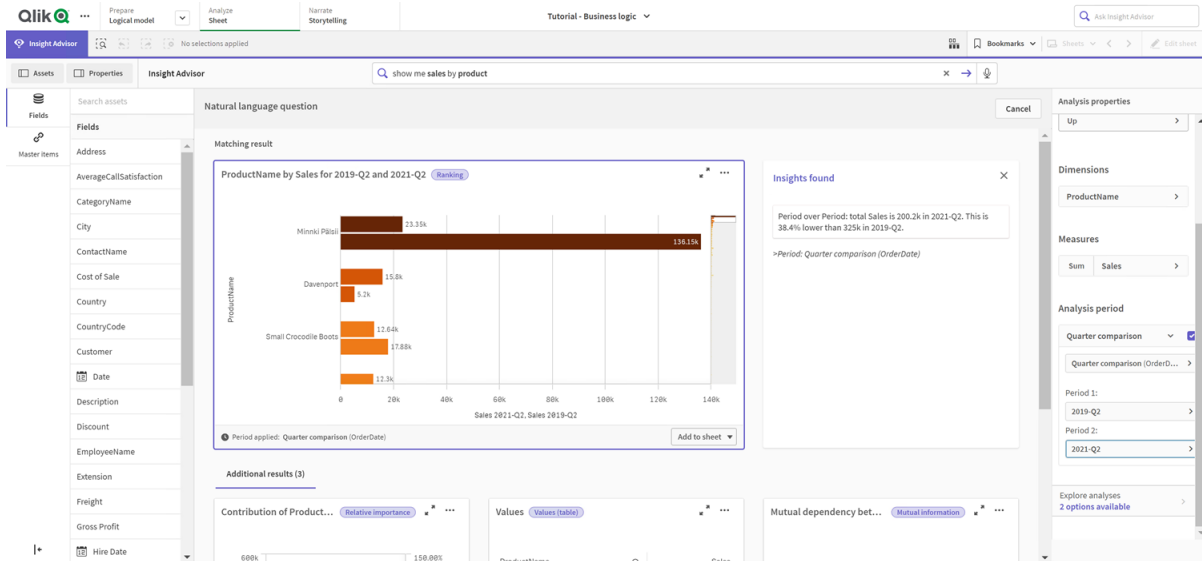 Qlik
Prepare
Logical model
Analyze
Sheet
Narrate
Storytelling
Tutorial - Business logic
Ask Insight Advisor
Insight Advisor
No selections applied
Bookmarks
Sheets
Edit sheet
Assets
Properties
Insight Advisor
show me sales by product
Fields
Master items
Search assets
Fields
Address
AverageCallSatisfaction
CategoryName
City
ContactName
Cost of Sale
Country
CountryCode
Customer
Date
Description
Discount
EmployeeName
Extension
Freight
Gross Profit
Hire Date
Natural language question
Cancel
Matching result
ProductName by Sales for 2019-Q2 and 2021-Q2 Ranking
ProductName
Minnki Pälsii
23.35k
136.15k
Davenport
15.8k
5.2k
Small Crocodile Boots
12.64k
17.88k
12.3k
0 20k 40k 60k 80k 100k 120k 140k
Sales 2021-Q2, Sales 2019-Q2
Period applied: Quarter comparison (OrderDate)
Add to sheet
Insights found
Period over Period: total Sales is 200.2k in 2021-Q2. This is
38.4% lower than 325k in 2019-Q2.
>Period: Quarter comparison (OrderDate)
Additional results (3)
Contribution of Product... Relative importance
600k
150.00%
Values Values (table)
ProductName
Sales
Mutual dependency bet... Mutual information
Analysis properties
Up
Dimensions
ProductName
Measures
Sum Sales
Analysis period
Quarter comparison
Quarter comparison (OrderD...
Period 1:
2019-Q2
Period 2:
2021-Q2
Explore analyses
2 options available